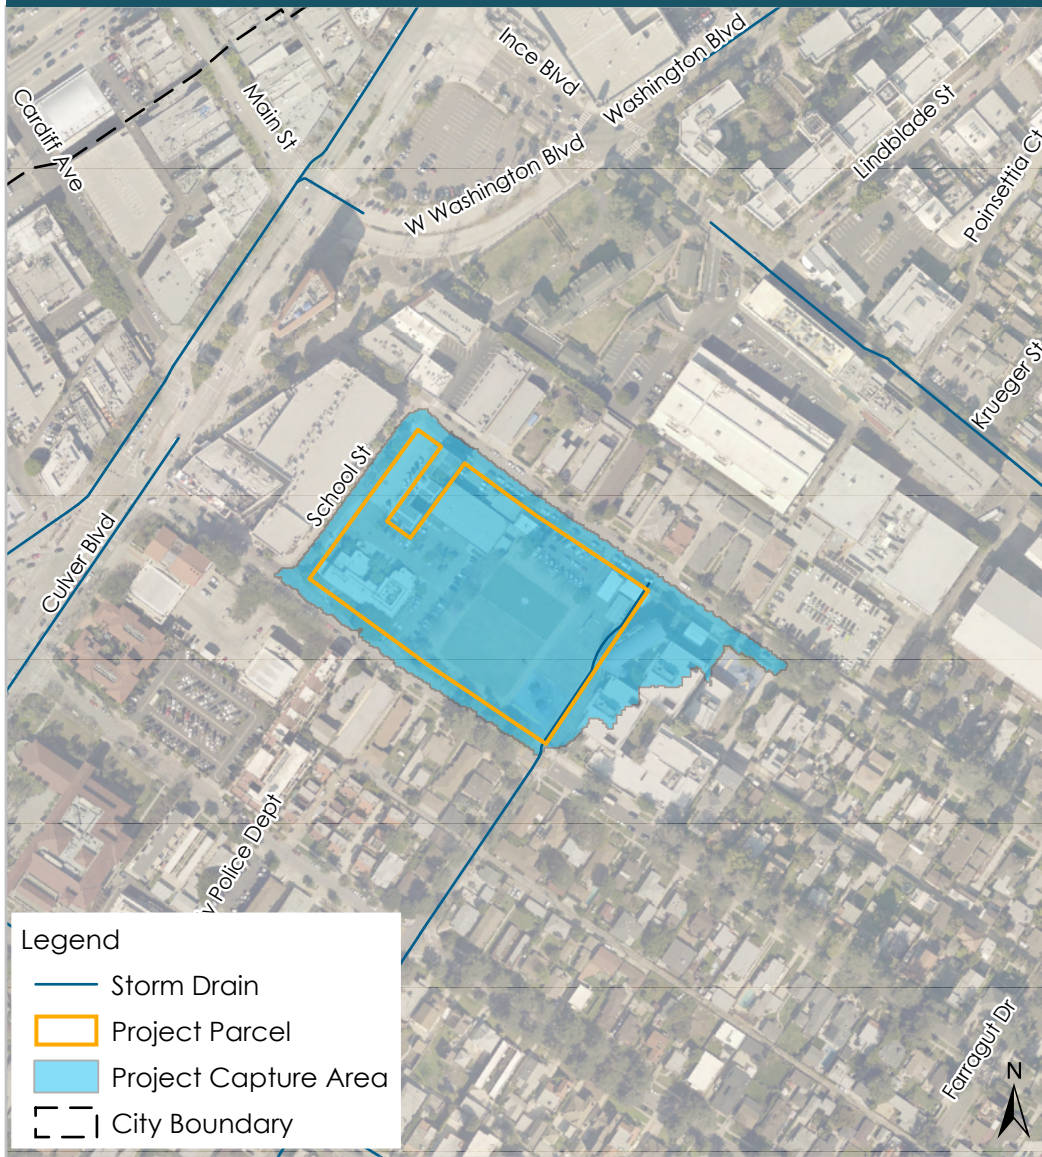 Ince Blvd
Washington Blvd
Main St
Cardiff Ave
Lindblade St
W Washington Blvd
Poinsettia Ct
Krueger St
School St
Culver Blvd
y Police Dept
Farragut Dr
N
Legend
Storm Drain
Project Parcel
Project Capture Area
City Boundary